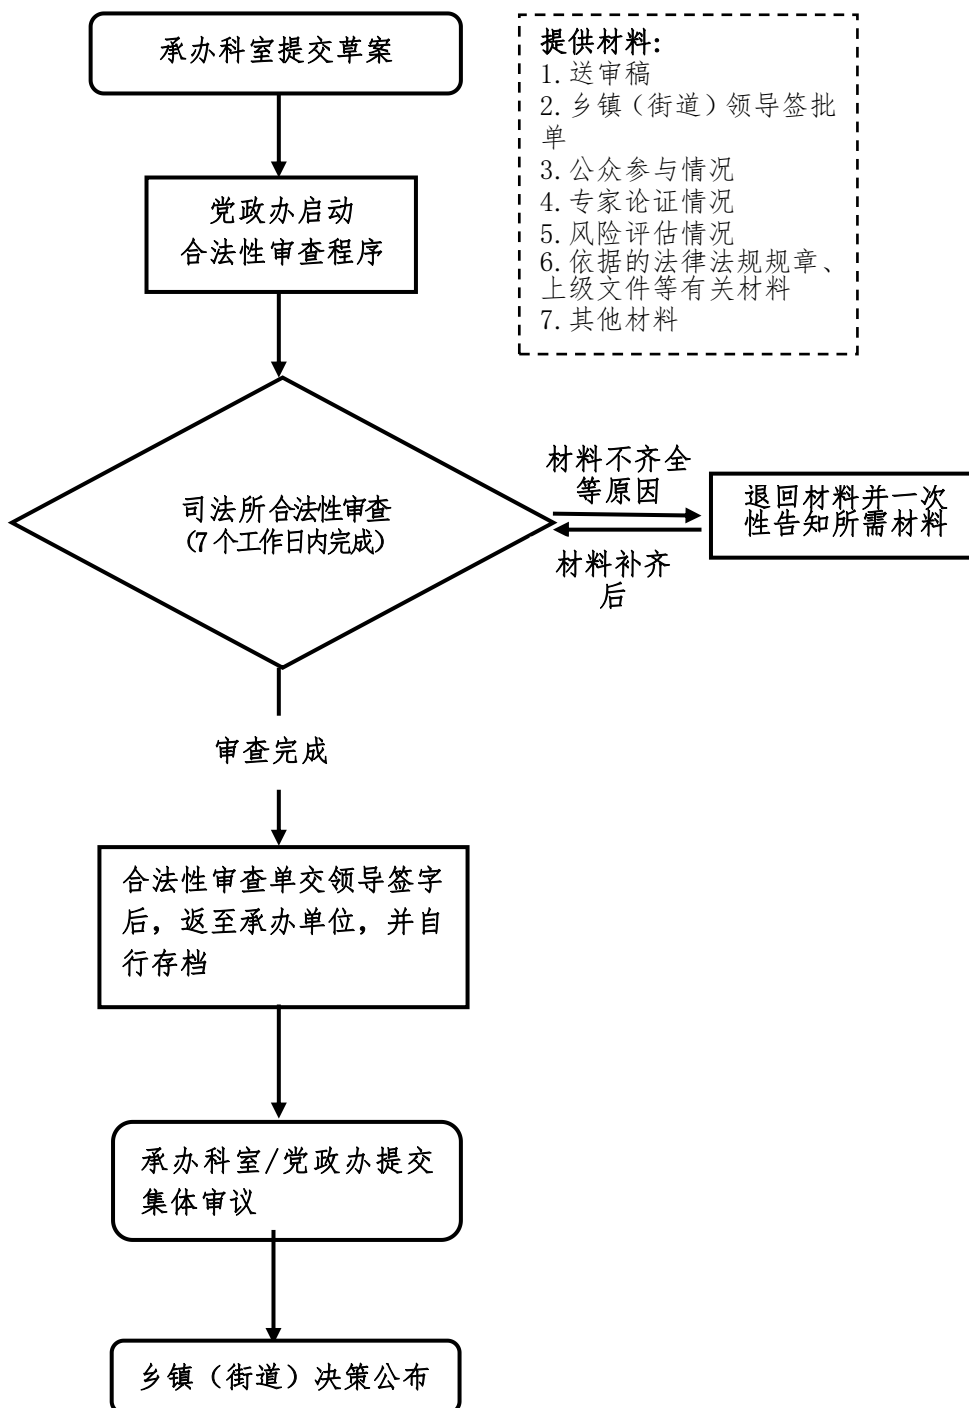 承办科室提交草案
提供材料：
1.送审稿
2.乡镇（街道）领导签批
单
3.公众参与情况
4.专家论证情况
5.风险评估情况
6.依据的法律法规规章、
上级文件等有关材料
7.其他材料
党政办启动
合法性审查程序
司法所合法性审查
（7个工作日内完成）
材料不齐全
等原因
材料补齐
后
退回材料并一次
性告知所需材料
审查完成
合法性审查单交领导签字
后，返至承办单位，并自
行存档
承办科室/党政办提交
集体审议
乡镇（街道）决策公布